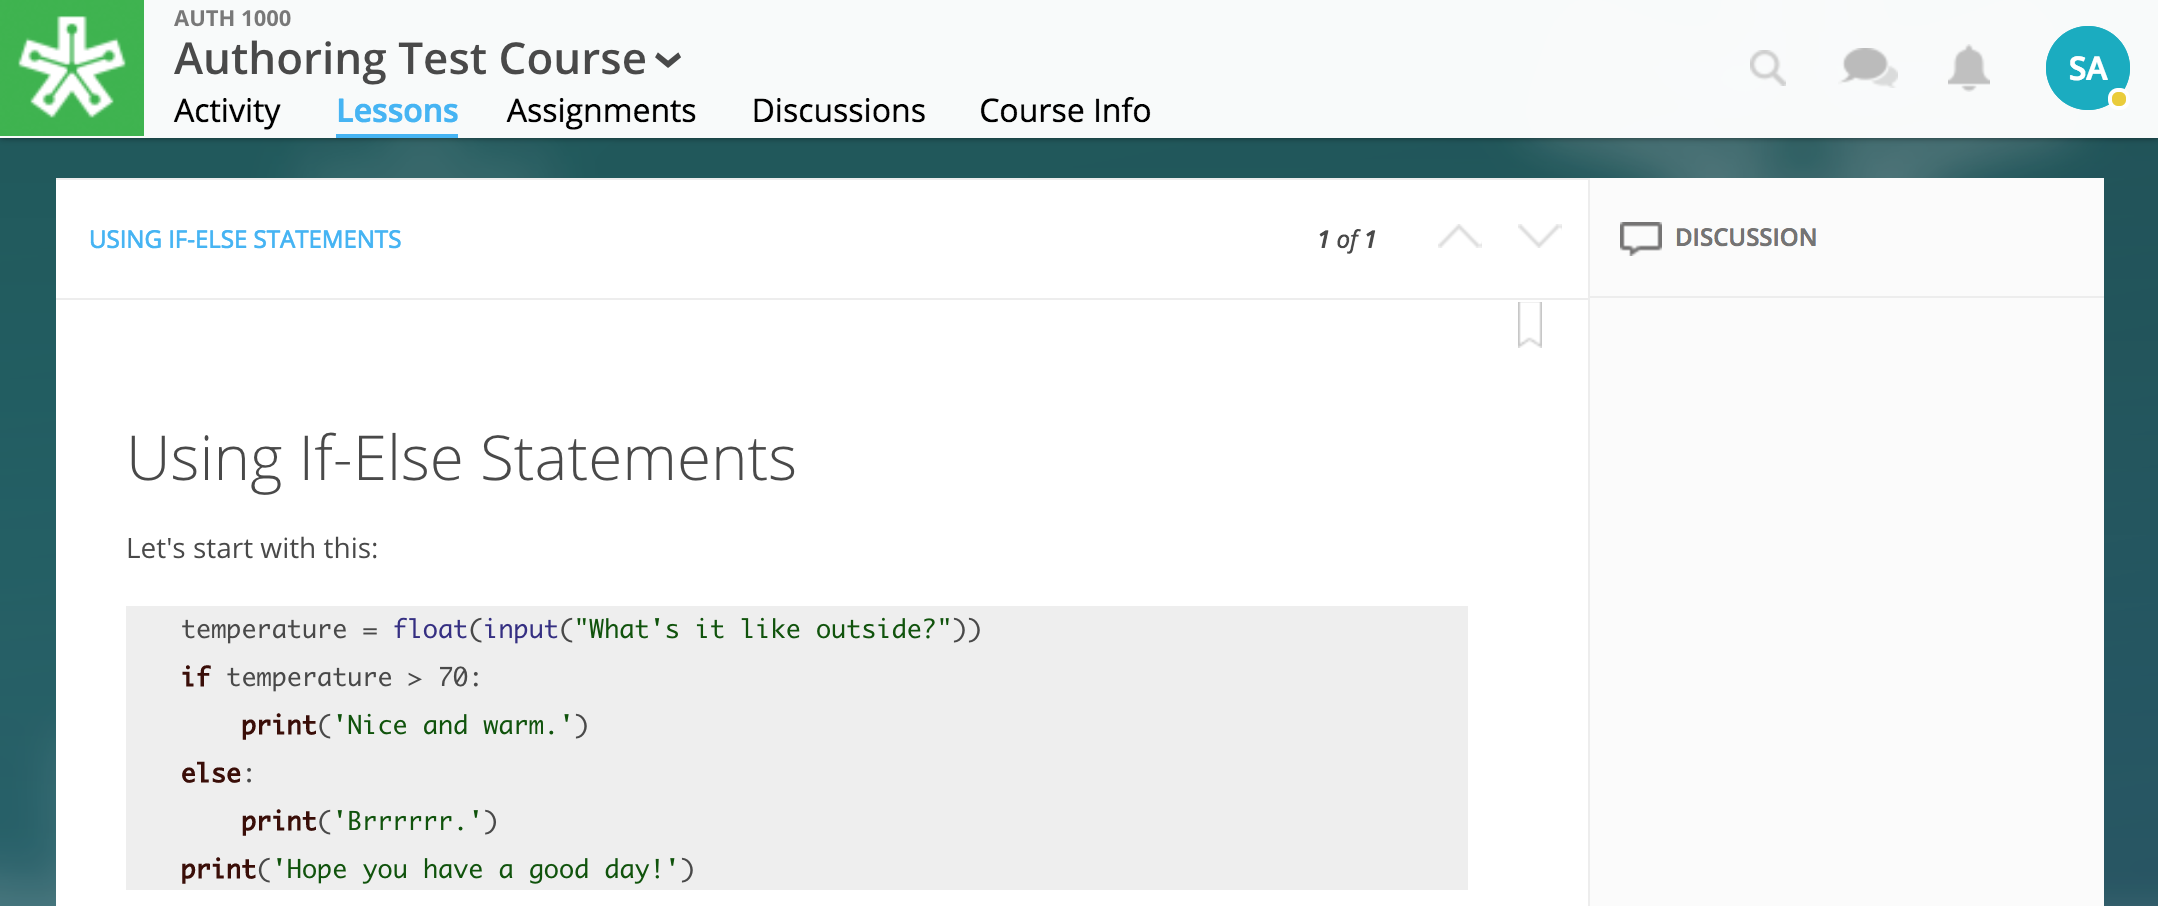 AUTH 1000
Authoring Test Course
Activity Lessons Assignments Discussions Course Info
SA
USING IF-ELSE STATEMENTS
1 of 1
DISCUSSION
Using If-Else Statements
Let's start with this:
temperature = float(input("What's it like outside?"))
if temperature > 70:
    print('Nice and warm.')
else:
    print('Brrrrrr.')
print('Hope you have a good day!')